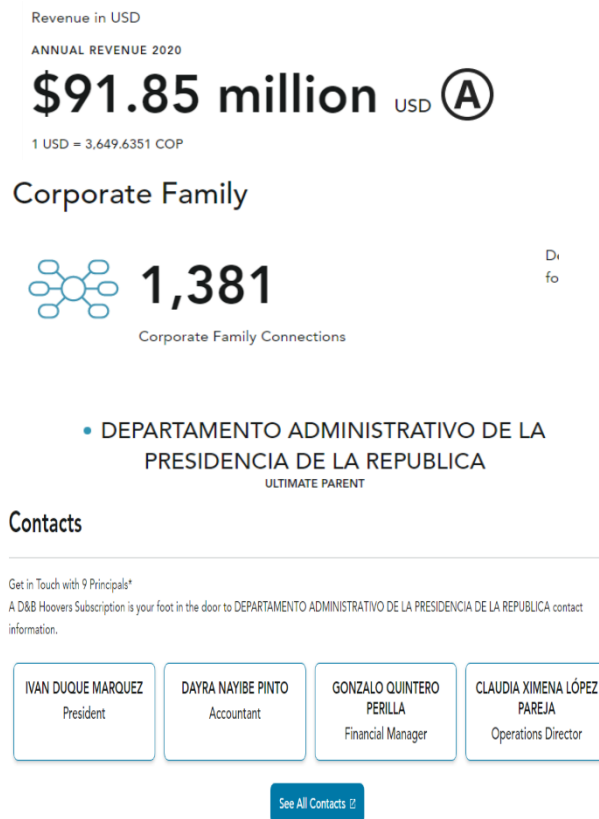 Revenue in USD
ANNUAL REVENUE 2020
$91.85 million USD A
1 USD = 3,649.6351 COP
Corporate Family
1,381
Corporate Family Connections
• DEPARTAMENTO ADMINISTRATIVO DE LA
PRESIDENCIA DE LA REPUBLICA
ULTIMATE PARENT
Contacts
Get in Touch with 9 Principals*
A D&B Hoovers Subscription is your foot in the door to DEPARTAMENTO ADMINISTRATIVO DE LA PRESIDENCIA DE LA REPUBLICA contact
information.
IVAN DUQUE MARQUEZ
President
DAYRA NAYIBE PINTO
Accountant
GONZALO QUINTERO
PERILLA
Financial Manager
CLAUDIA XIMENA LÓPEZ
PAREJA
Operations Director
See All Contacts